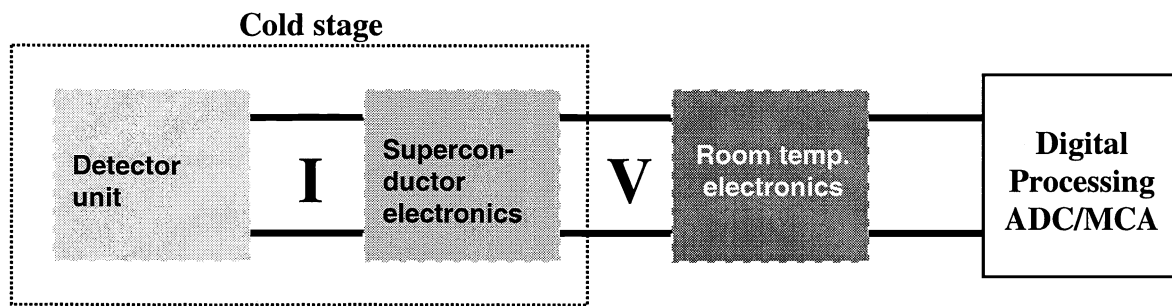 Cold stage
Detector
unit
I
Supercon-
ductor
electronics
V
Room temp.
electronics
Digital
Processing
ADC/MCA